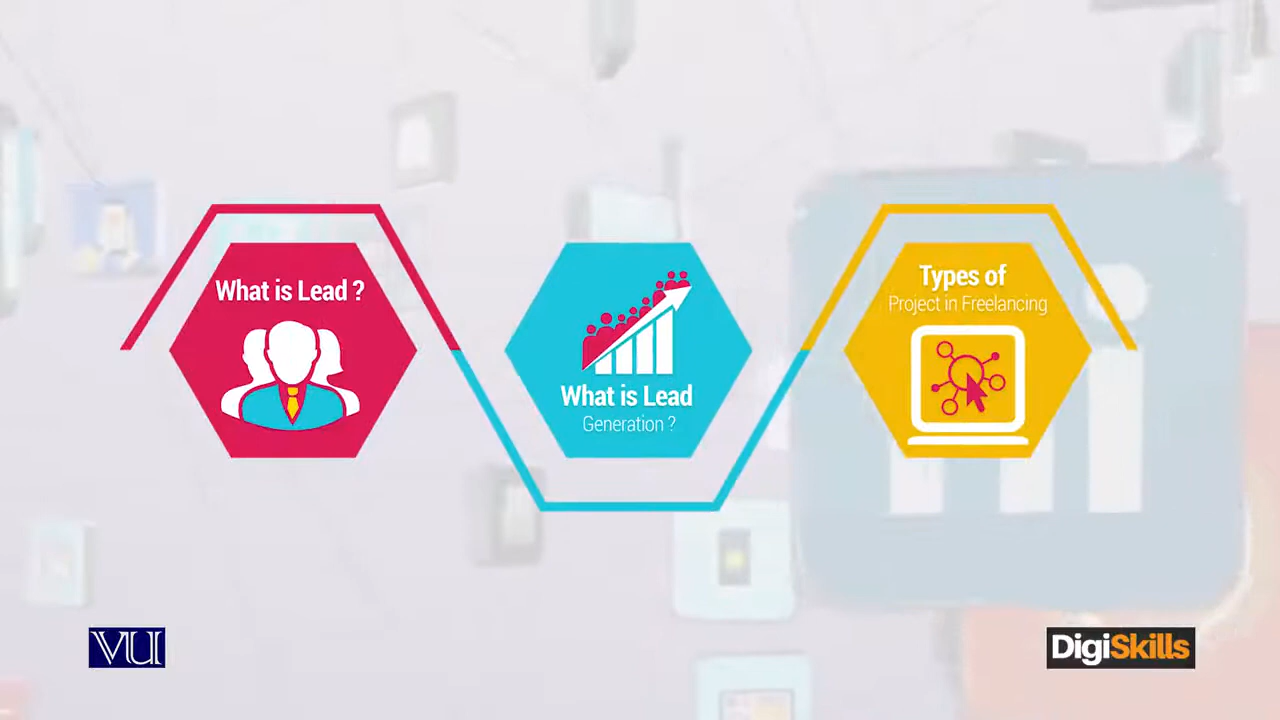 What is Lead ?
What is Lead
Generation ?
Types of
Project in Freelancing
VU
DigiSkills